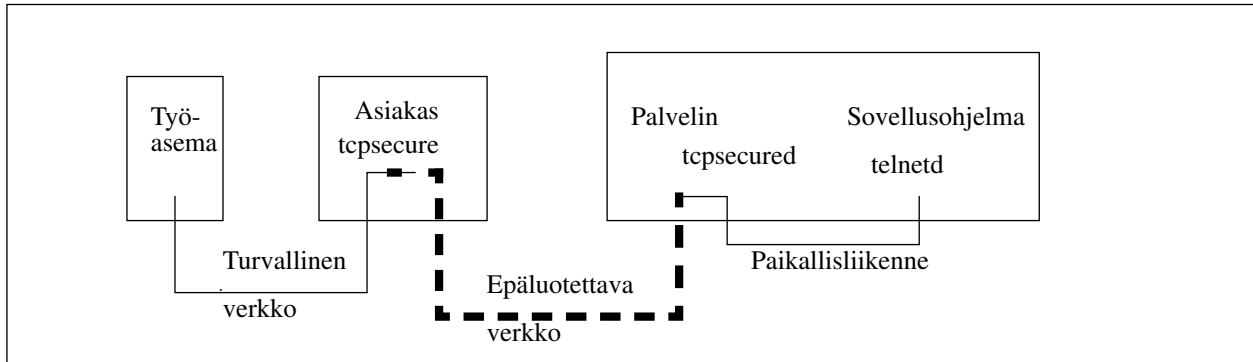 Työ-
asema
Asiakas
tcpsecure
Palvelin
tcpsecured
Sovellusohjelma
telnetd
Turvallinen
verkko
Epäluotettava
verkko
Paikallisliikenne